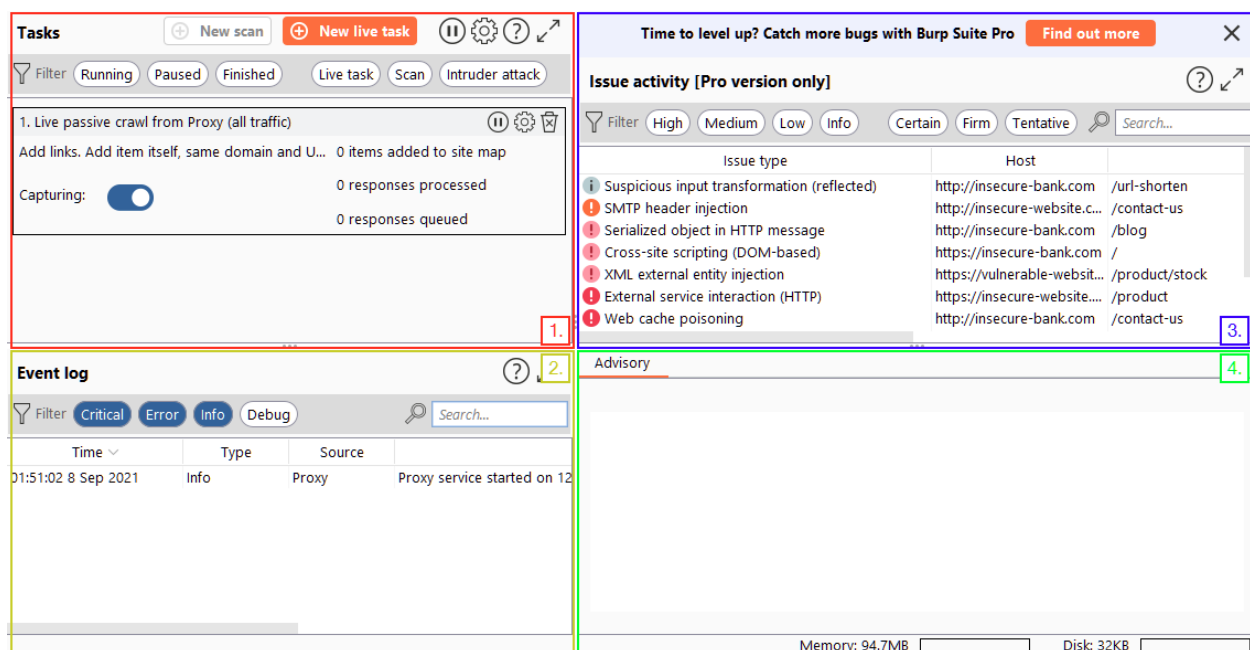 Tasks
New scan
New live task
Filter Running Paused Finished Live task Scan Intruder attack
1. Live passive crawl from Proxy (all traffic)
Add links. Add item itself, same domain and U... 0 items added to site map
Capturing:
0 responses processed
0 responses queued
1.
Event log
2.
Filter Critical Error Info Debug Search...
Time Type Source
01:51:02 8 Sep 2021 Info Proxy Proxy service started on 12
Time to level up? Catch more bugs with Burp Suite Pro Find out more
Issue activity [Pro version only]
Filter High Medium Low Info Certain Firm Tentative Search...
Issue type Host
Suspicious input transformation (reflected) http://insecure-bank.com /url-shorten
SMTP header injection http://insecure-website.c... /contact-us
Serialized object in HTTP message http://insecure-bank.com /blog
Cross-site scripting (DOM-based) https://insecure-bank.com /
XML external entity injection https://vulnerable-websit... /product/stock
External service interaction (HTTP) https://insecure-website.... /product
Web cache poisoning http://insecure-bank.com /contact-us
3.
Advisory
4.
Memory: 94.7MB Disk: 32KB